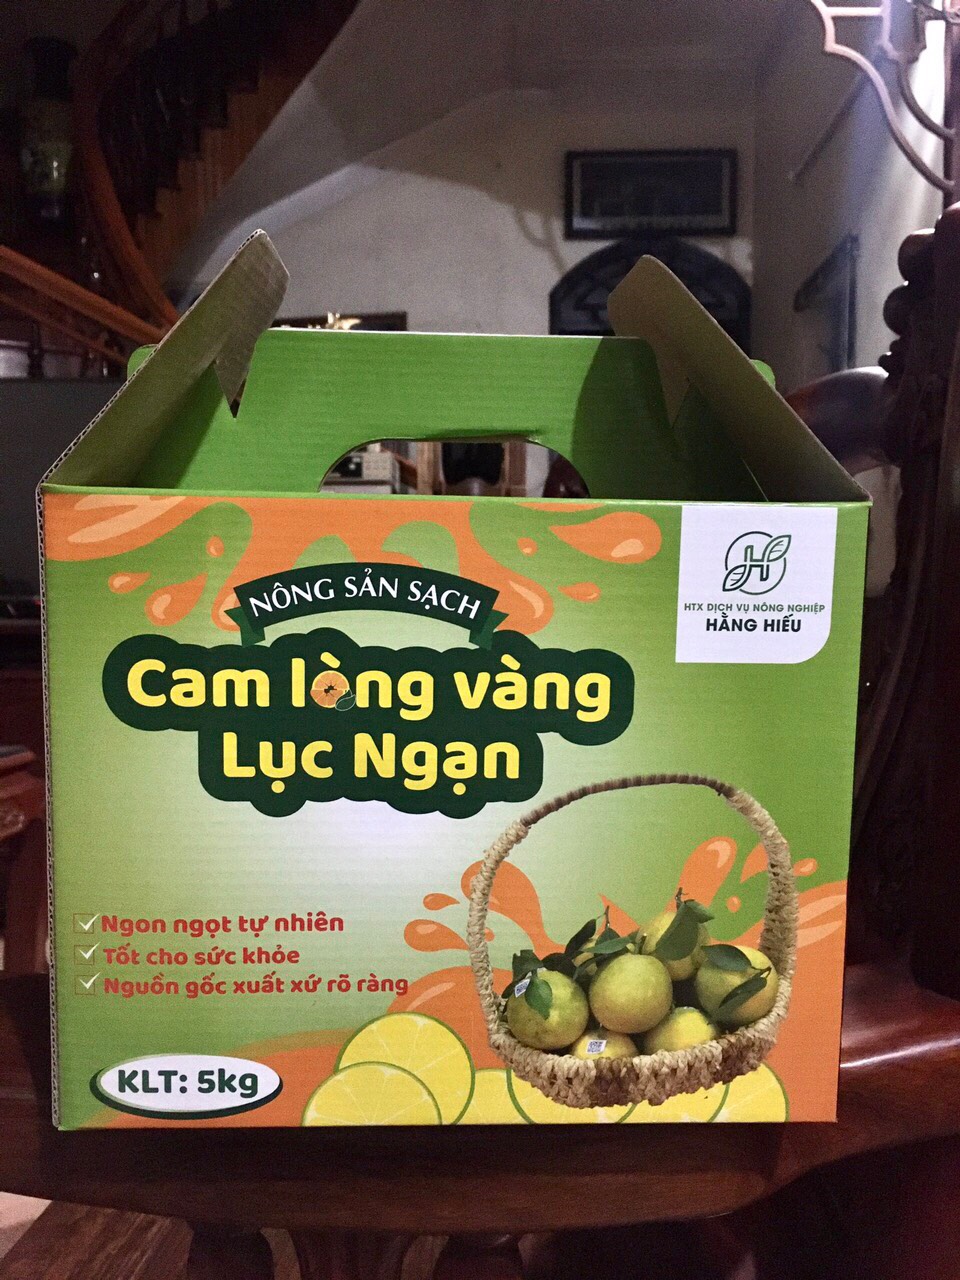 HTX DỊCH VỤ NÔNG NGHIỆP
HẰNG HIẾU
NÔNG SẢN SẠCH
Cam lòng vàng
Lục Ngạn
Ngon ngọt tự nhiên
Tốt cho sức khỏe
Nguồn gốc xuất xứ rõ ràng
KLT: 5kg